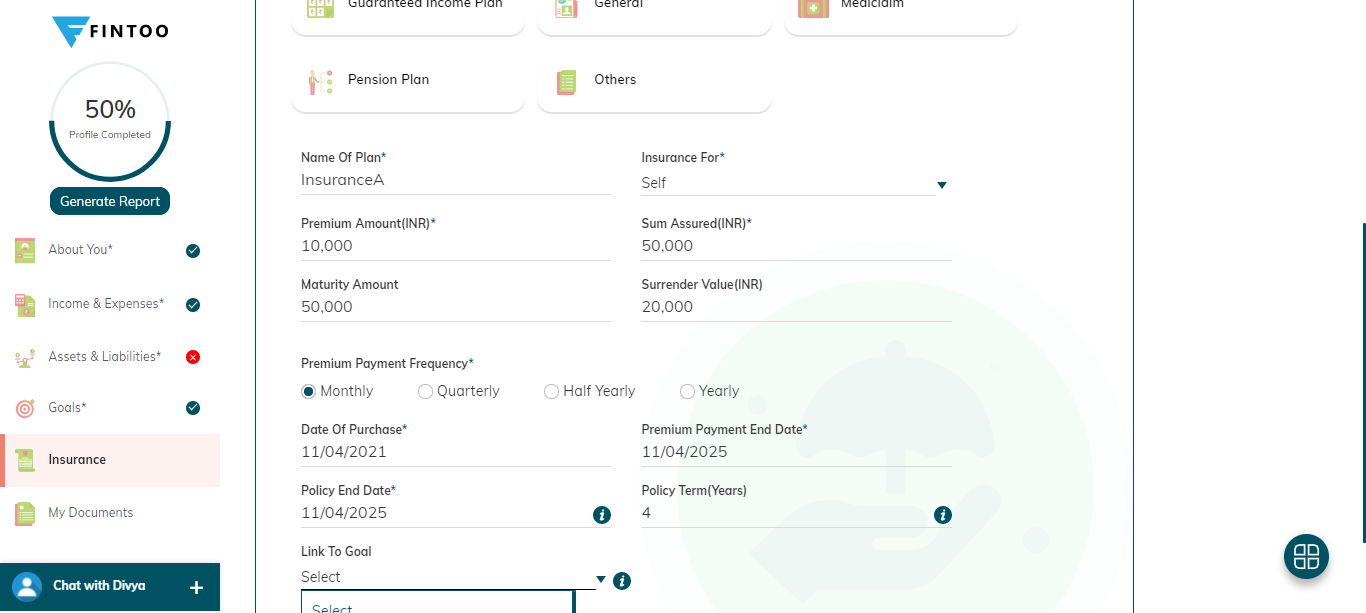 FINTOO
50%
Profile Completed
Generate Report
About You*
Income & Expenses*
Assets & Liabilities*
Goals*
Insurance
My Documents
Chat with Divya +
Guaranteed Income Plan
General
Mediclaim
Pension Plan
Others
Name Of Plan*
InsuranceA
Insurance For*
Self
Premium Amount(INR)*
10,000
Sum Assured(INR)*
50,000
Maturity Amount
50,000
Surrender Value(INR)
20,000
Premium Payment Frequency*
Monthly Quarterly Half Yearly Yearly
Date Of Purchase*
11/04/2021
Premium Payment End Date*
11/04/2025
Policy End Date*
11/04/2025
Policy Term(Years)
4
Link To Goal
Select
Select